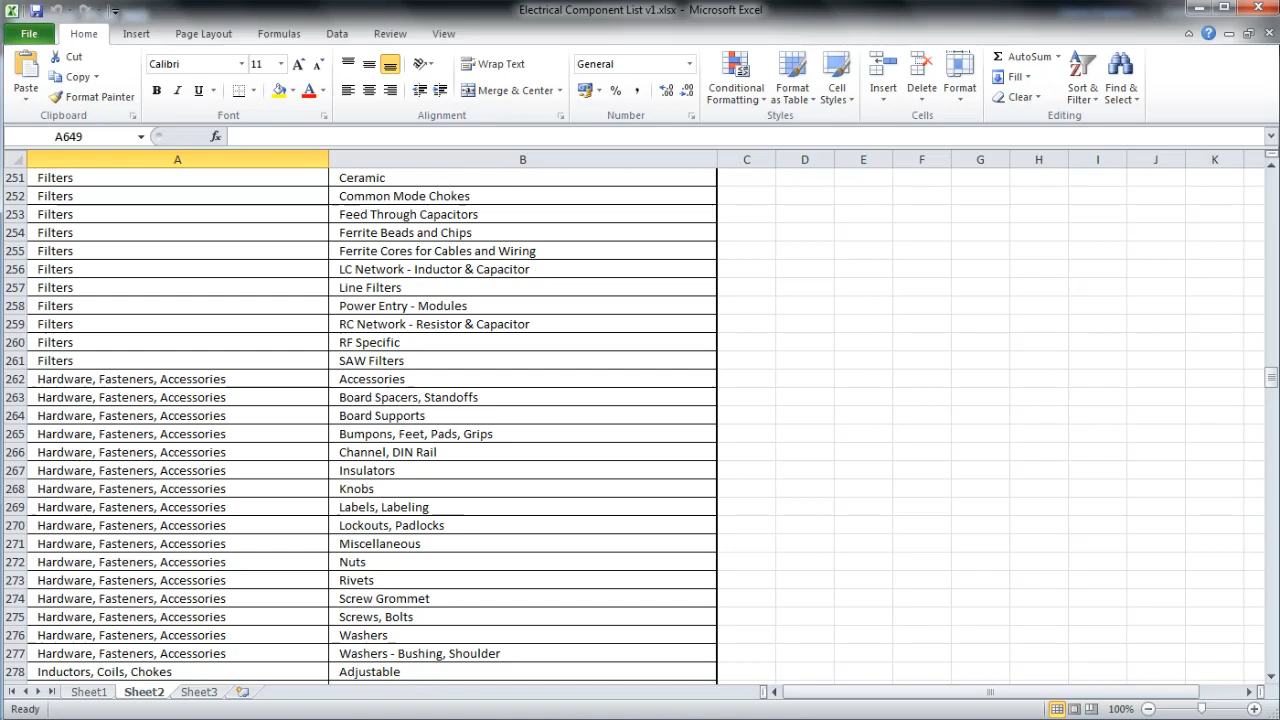 Electrical Component List v1.xlsx - Microsoft Excel
File Home Insert Page Layout Formulas Data Review View
Paste
Cut
Copy
Format Painter
Clipboard
Calibri 11
B I U
Font
Wrap Text
Merge & Center
Alignment
General
% ,
Number
Conditional Formatting
Format as Table
Cell Styles
Styles
Insert
Delete
Format
Cells
AutoSum
Fill
Clear
Sort & Filter
Find & Select
Editing
A649 fx
A B C D E F G H I J K
251 Filters Ceramic
252 Filters Common Mode Chokes
253 Filters Feed Through Capacitors
254 Filters Ferrite Beads and Chips
255 Filters Ferrite Cores for Cables and Wiring
256 Filters LC Network - Inductor & Capacitor
257 Filters Line Filters
258 Filters Power Entry - Modules
259 Filters RC Network - Resistor & Capacitor
260 Filters RF Specific
261 Filters SAW Filters
262 Hardware, Fasteners, Accessories Accessories
263 Hardware, Fasteners, Accessories Board Spacers, Standoffs
264 Hardware, Fasteners, Accessories Board Supports
265 Hardware, Fasteners, Accessories Bumpons, Feet, Pads, Grips
266 Hardware, Fasteners, Accessories Channel, DIN Rail
267 Hardware, Fasteners, Accessories Insulators
268 Hardware, Fasteners, Accessories Knobs
269 Hardware, Fasteners, Accessories Labels, Labeling
270 Hardware, Fasteners, Accessories Lockouts, Padlocks
271 Hardware, Fasteners, Accessories Miscellaneous
272 Hardware, Fasteners, Accessories Nuts
273 Hardware, Fasteners, Accessories Rivets
274 Hardware, Fasteners, Accessories Screw Grommet
275 Hardware, Fasteners, Accessories Screws, Bolts
276 Hardware, Fasteners, Accessories Washers
277 Hardware, Fasteners, Accessories Washers - Bushing, Shoulder
278 Inductors, Coils, Chokes Adjustable
Sheet1 Sheet2 Sheet3
Ready 100%